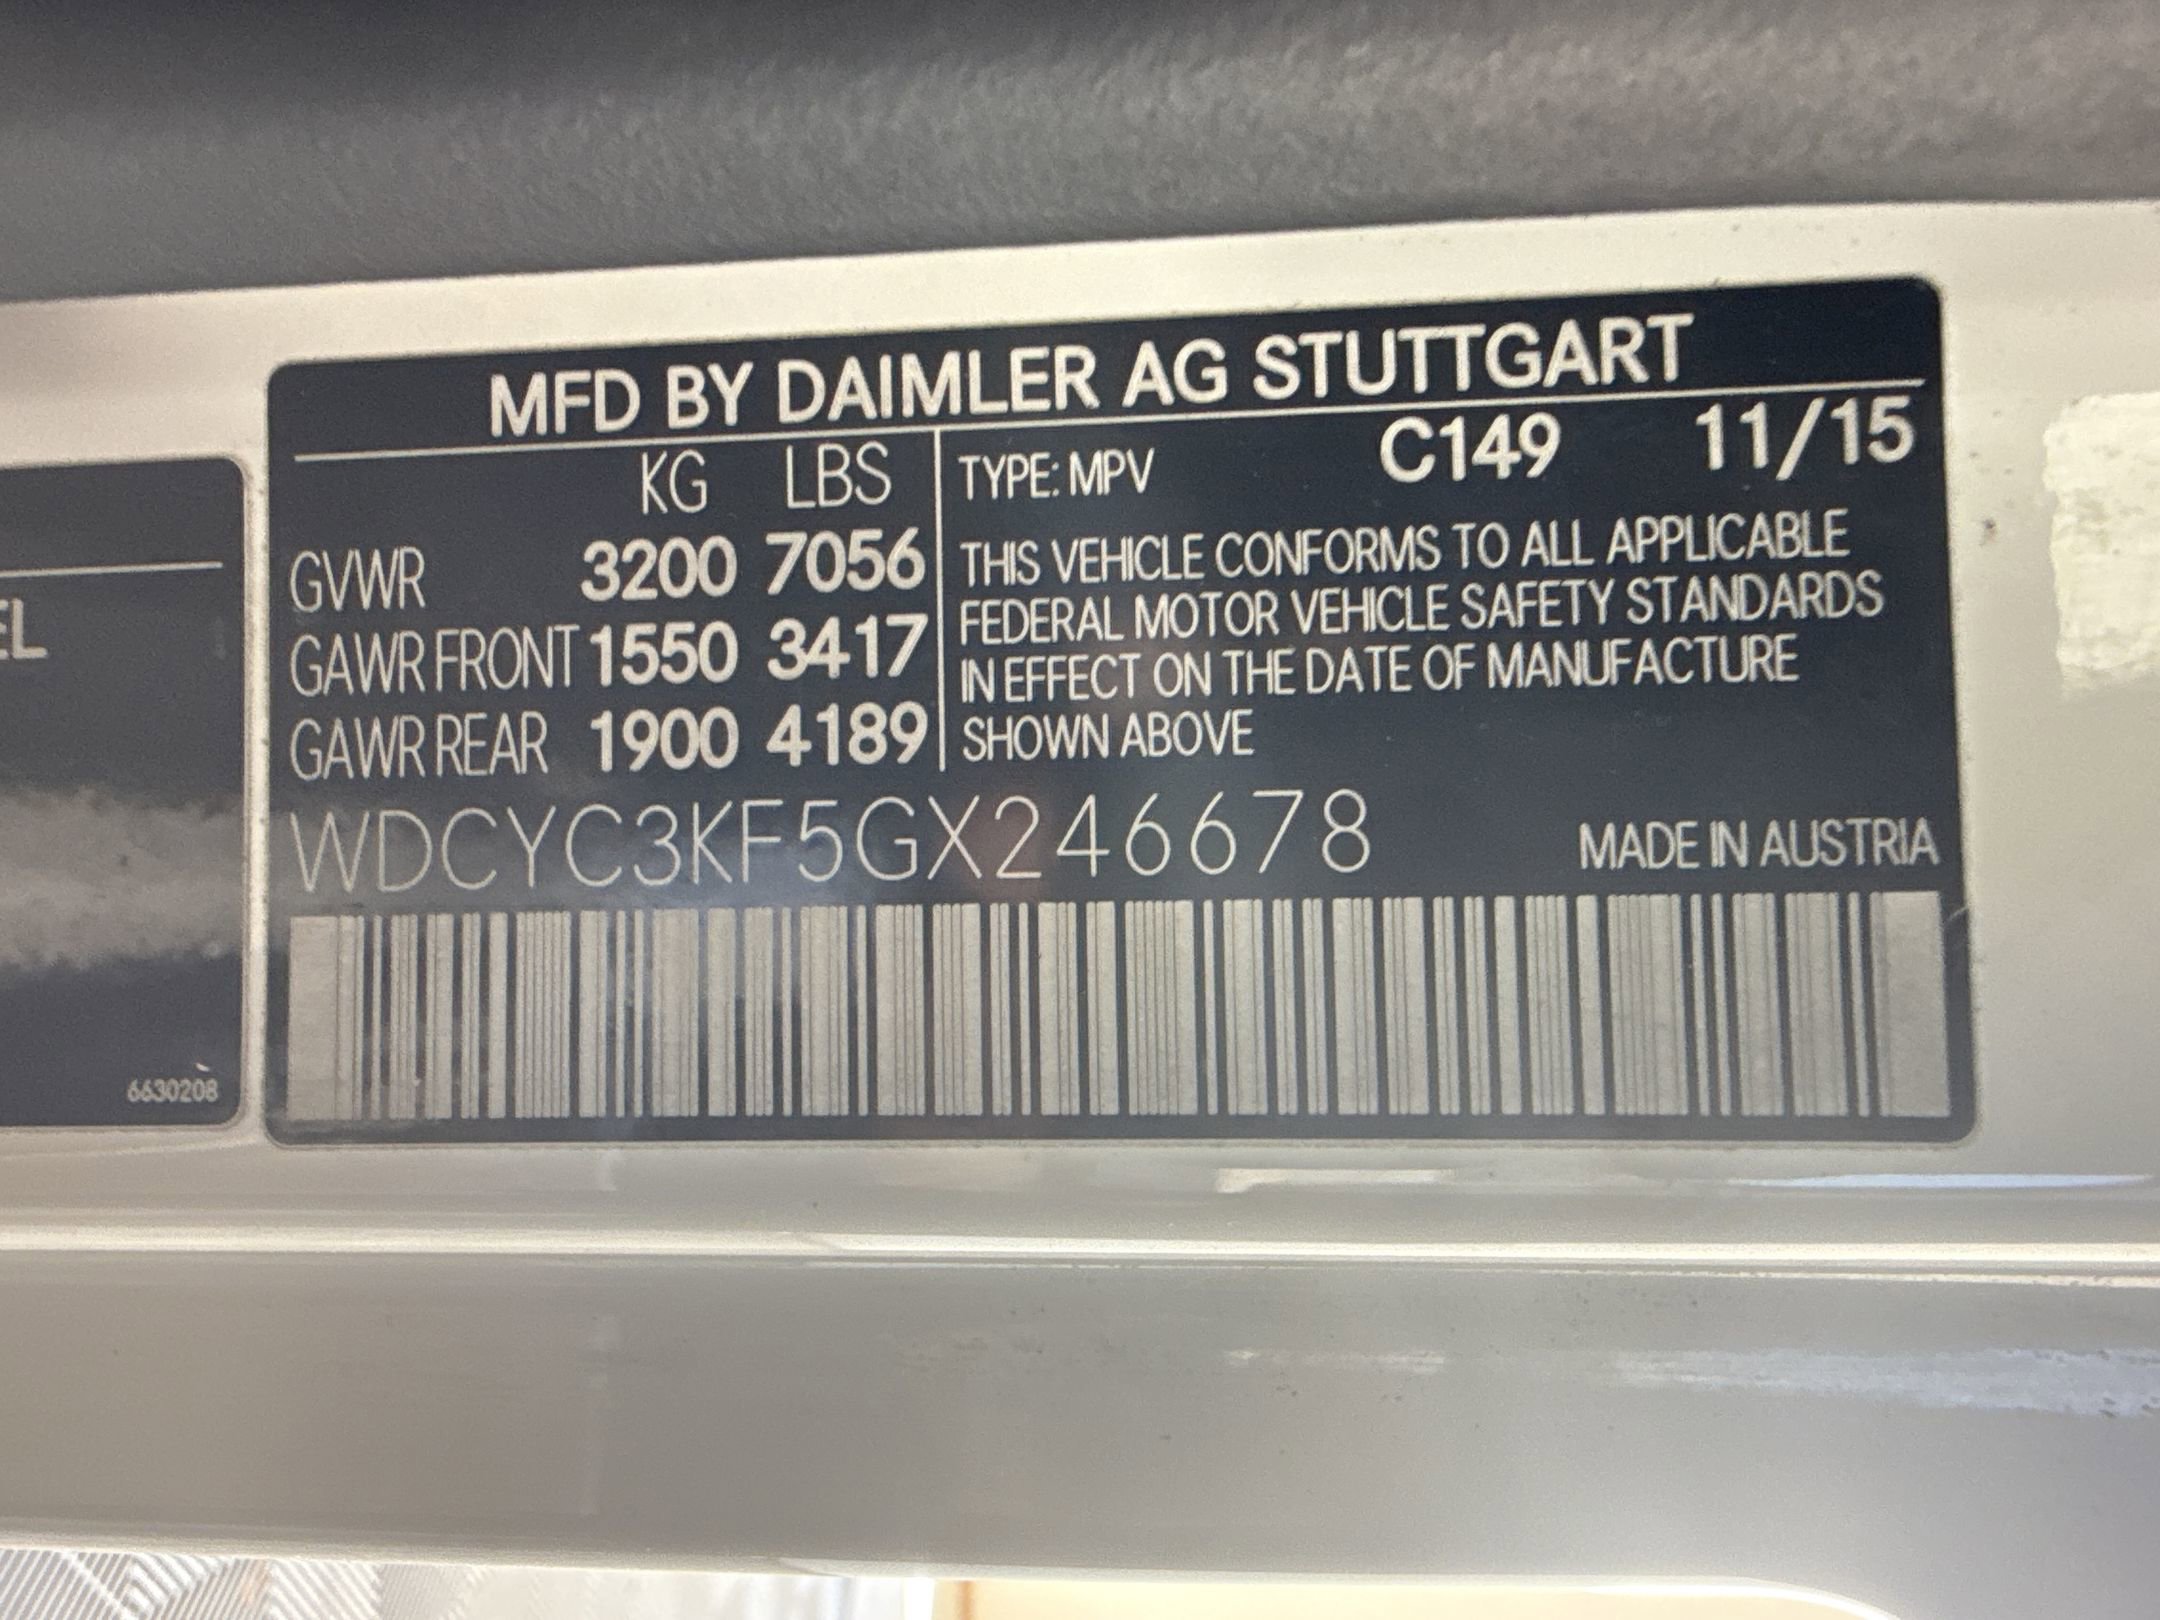 MFD BY DAIMLER AG STUTTGART
KG LBS
GVWR 3200 7056
GAWR FRONT 1550 3417
GAWR REAR 1900 4189
TYPE: MPV C149 11/15
THIS VEHICLE CONFORMS TO ALL APPLICABLE
FEDERAL MOTOR VEHICLE SAFETY STANDARDS
IN EFFECT ON THE DATE OF MANUFACTURE
SHOWN ABOVE
WDCYC3KF5GX246678
MADE IN AUSTRIA
EL
6630208